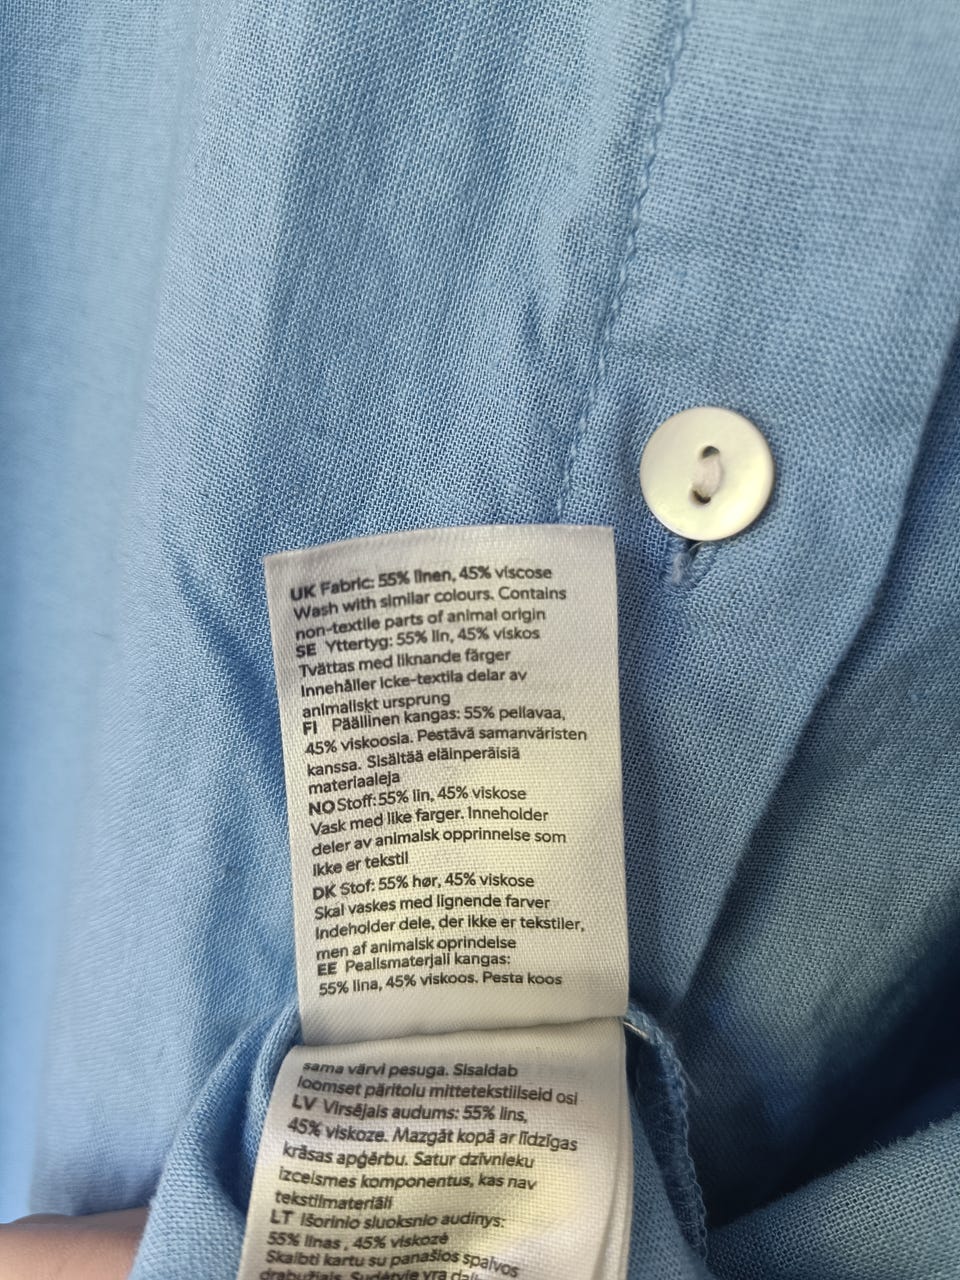 UK Fabric: 55% linen, 45% viscose
Wash with similar colours. Contains
non-textile parts of animal origin
SE Yttertyg: 55% lin, 45% viskos
Tvättas med liknande färger
Innehåller icke-textila delar av
animaliskt ursprung
FI Päällinen kangas: 55% pellavaa,
45% viskoosia. Pestävä samanväristen
kanssa. Sisältää eläinperäisiä
materiaaleja
NO Stoff: 55% lin, 45% viskose
Vask med like farger. Inneholder
deler av animalsk opprinnelse som
ikke er tekstil
DK Stof: 55% hør, 45% viskose
Skal vaskes med lignende farver
Indeholder dele, der ikke er tekstiler,
men af animalsk oprindelse
EE Pealismaterjali kangas:
55% lina, 45% viskoos. Pesta koos
sama värvi pesuga. Sisaldab
loomset päritolu mittetekstiilseid osi
LV Virsējais audums: 55% lins,
45% viskoze. Mazgāt kopā ar līdzīgas
krāsas apģērbu. Satur dzīvnieku
izcelsmes komponentus, kas nav
tekstilmateriāli
LT Išorinio sluoksnio audinys:
55% linas , 45% viskozė
Skalbti kartu su panašios spalvos
drabužiais. Sudėtyje yra